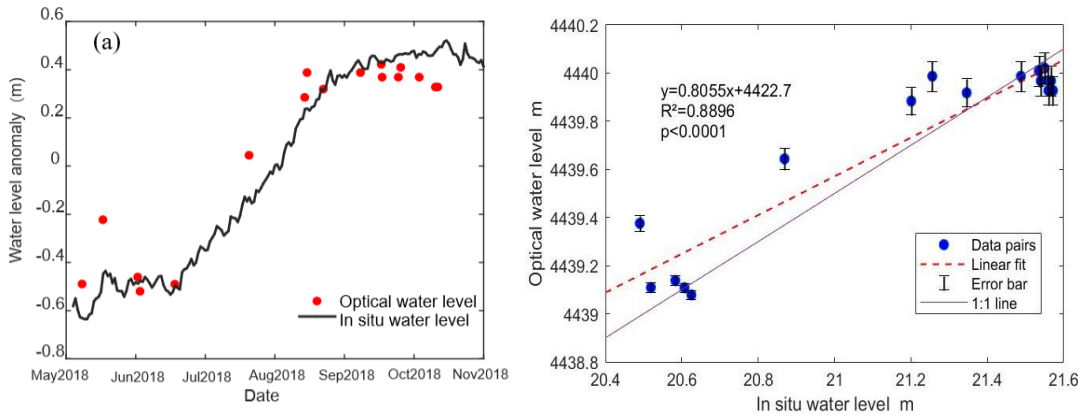 (a)
Water level anomaly (m)
0.6
0.4
0.2
0
-0.2
-0.4
-0.6
-0.8
Optical water level
In situ water level
May2018 Jun2018 Jul2018 Aug2018 Sep2018 Oct2018 Nov2018
Date
Optical water level m
4440.2
4440
4439.8
4439.6
4439.4
4439.2
4439
4438.8
y=0.8055x+4422.7
R²=0.8896
p<0.0001
Data pairs
Linear fit
Error bar
1:1 line
20.4 20.6 20.8 21 21.2 21.4 21.6
In situ water level m